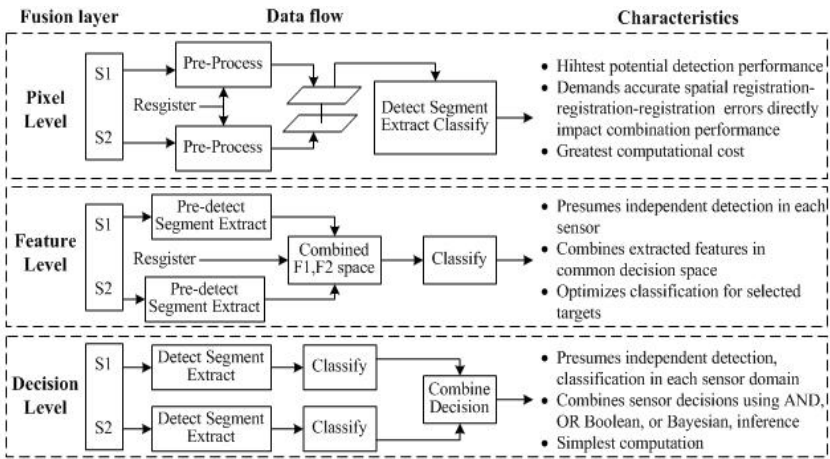 Fusion layer
Data flow
Characteristics
Pixel
Level
S1
S2
Pre-Process
Resgister
Pre-Process
Detect Segment
Extract Classify
• Hihtest potential detection performance
• Demands accurate spatial registration-
registration-registration errors directly
impact combination performance
• Greatest computational cost
Feature
Level
S1
S2
Pre-detect
Segment Extract
Resgister
Pre-detect
Segment Extract
Combined
F1,F2 space
Classify
• Presumes independent detection in each
sensor
• Combines extracted features in
common decision space
• Optimizes classification for selected
targets
Decision
Level
S1
S2
Detect Segment
Extract
Classify
Detect Segment
Extract
Classify
Combine
Decision
• Presumes independent detection,
classification in each sensor domain
• Combines sensor decisions using AND,
OR Boolean, or Bayesian, inference
• Simplest computation